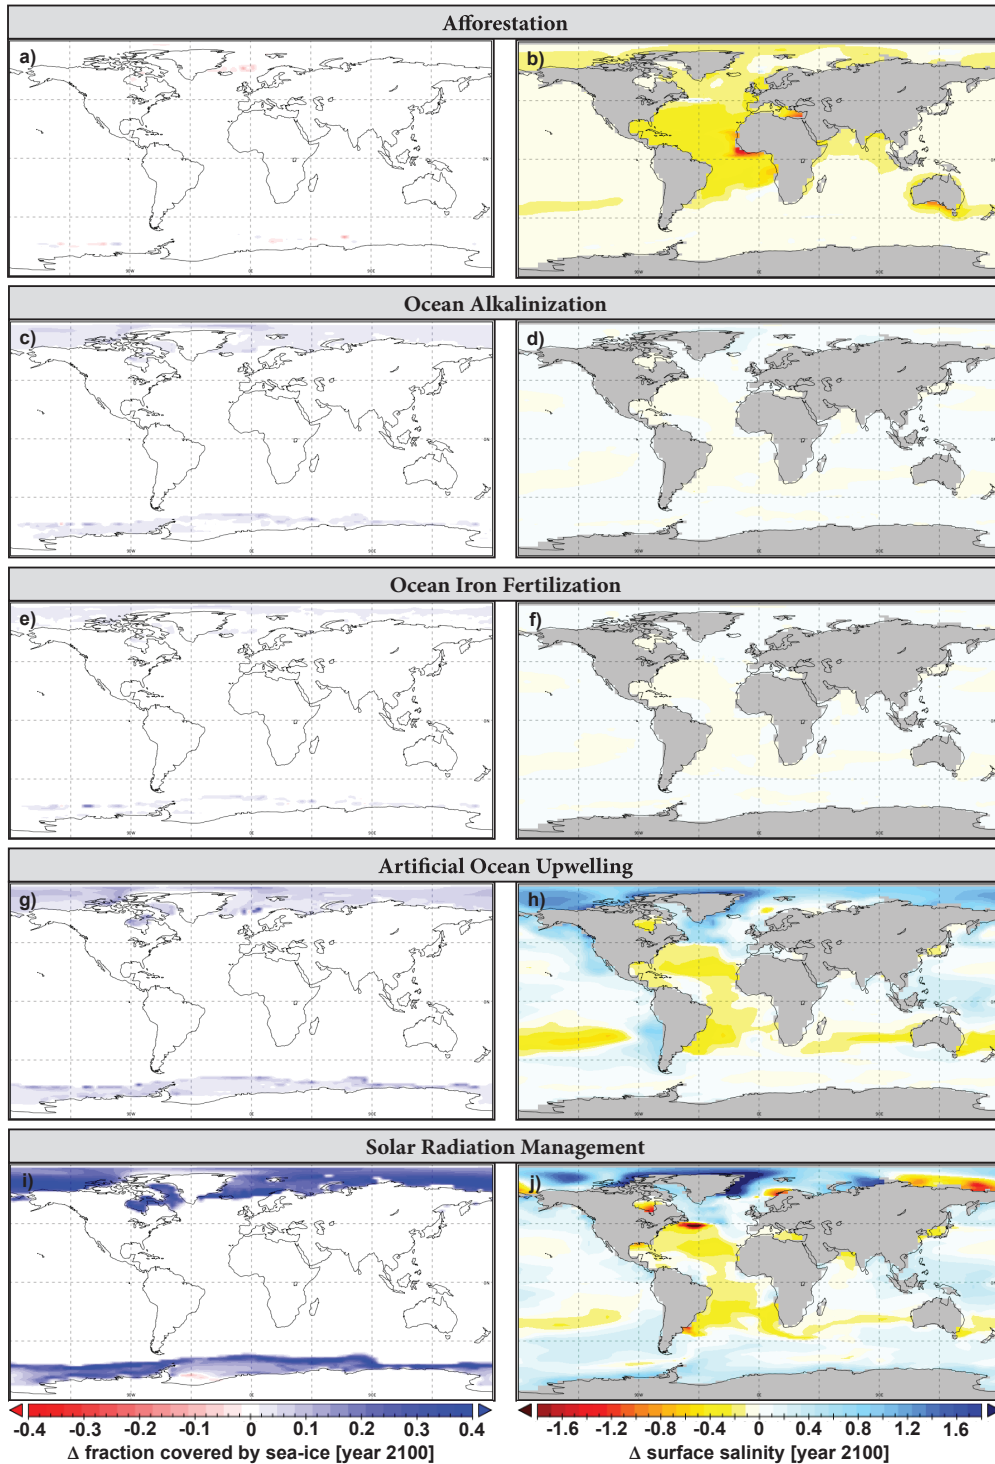 Afforestation
a)
b)
Ocean Alkalinization
c)
d)
Ocean Iron Fertilization
e)
f)
Artificial Ocean Upwelling
g)
h)
Solar Radiation Management
i)
j)
-0.4 -0.3 -0.2 -0.1 0 0.1 0.2 0.3 0.4
Δ fraction covered by sea-ice [year 2100]
-1.6 -1.2 -0.8 -0.4 0 0.4 0.8 1.2 1.6
Δ surface salinity [year 2100]